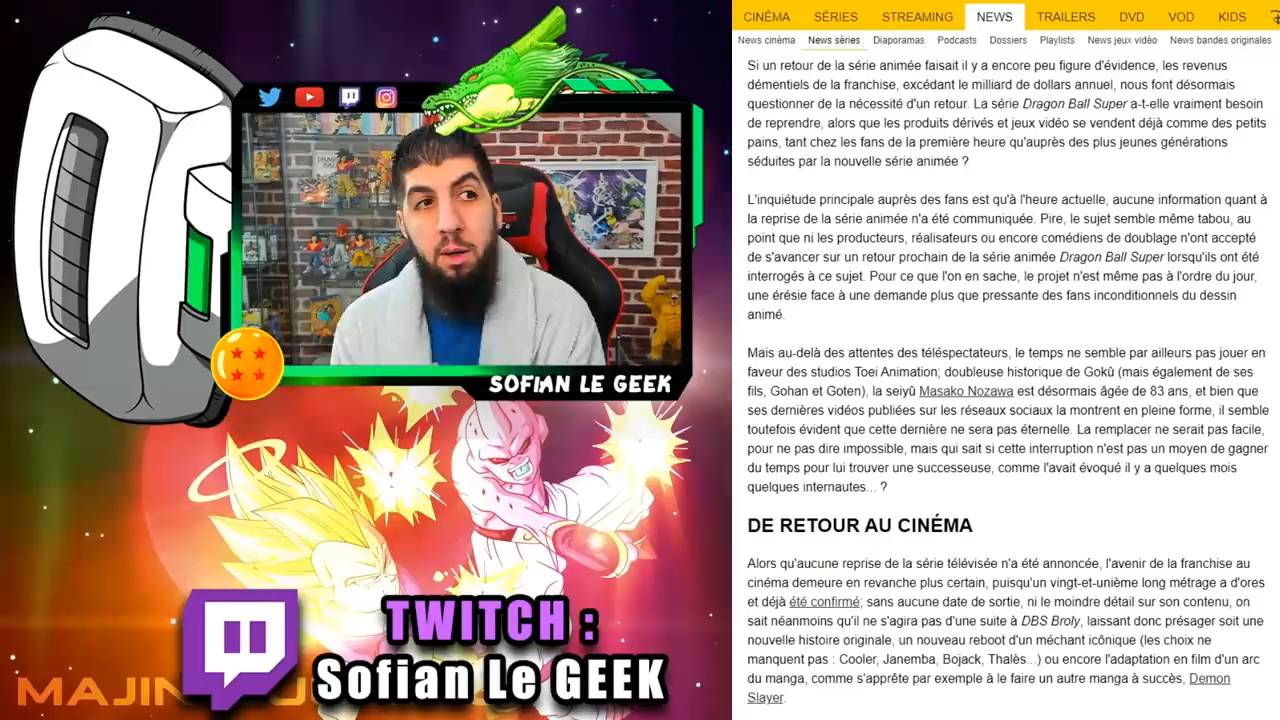 SOFIAN LE GEEK
TWITCH :
Sofian Le GEEK
MAJIN
CINÉMA SÉRIES STREAMING NEWS TRAILERS DVD VOD KIDS
News cinéma News séries Diaporamas Podcasts Dossiers Playlists News jeux vidéo News bandes originales
Si un retour de la série animée faisait il y a encore peu figure d'évidence, les revenus
démentiels de la franchise, excédant le milliard de dollars annuel, nous font désormais
questionner de la nécessité d'un retour. La série Dragon Ball Super a-t-elle vraiment besoin
de reprendre, alors que les produits dérivés et jeux vidéo se vendent déjà comme des petits
pains, tant chez les fans de la première heure qu'auprès des plus jeunes générations
séduites par la nouvelle série animée ?
L'inquiétude principale auprès des fans est qu'à l'heure actuelle, aucune information quant à
la reprise de la série animée n'a été communiquée. Pire, le sujet semble même tabou, au
point que ni les producteurs, réalisateurs ou encore comédiens de doublage n'ont accepté
de s'avancer sur un retour prochain de la série animée Dragon Ball Super lorsqu'ils ont été
interrogés à ce sujet. Pour ce que l'on en sache, le projet n'est même pas à l'ordre du jour,
une érésie face à une demande plus que pressante des fans inconditionnels du dessin
animé.
Mais au-delà des attentes des téléspectateurs, le temps ne semble par ailleurs pas jouer en
faveur des studios Toei Animation; doubleuse historique de Gokû (mais également de ses
fils, Gohan et Goten), la seiyû Masako Nozawa est désormais âgée de 83 ans, et bien que
ses dernières vidéos publiées sur les réseaux sociaux la montrent en pleine forme, il semble
toutefois évident que cette dernière ne sera pas éternelle. La remplacer ne serait pas facile,
pour ne pas dire impossible, mais qui sait si cette interruption n'est pas un moyen de gagner
du temps pour lui trouver une successeuse, comme l'avait évoqué il y a quelques mois
quelques internautes... ?
DE RETOUR AU CINÉMA
Alors qu'aucune reprise de la série télévisée n'a été annoncée, l'avenir de la franchise au
cinéma demeure en revanche plus certain, puisqu'un vingt-et-unième long métrage a d'ores
et déjà été confirmé; sans aucune date de sortie, ni le moindre détail sur son contenu, on
sait néanmoins qu'il ne s'agira pas d'une suite à DBS Broly, laissant donc présager soit une
nouvelle histoire originale, un nouveau reboot d'un méchant icônique (les choix ne
manquent pas : Cooler, Janemba, Bojack, Thalès...) ou encore l'adaptation en film d'un arc
du manga, comme s'apprête par exemple à le faire un autre manga à succès, Demon
Slayer.